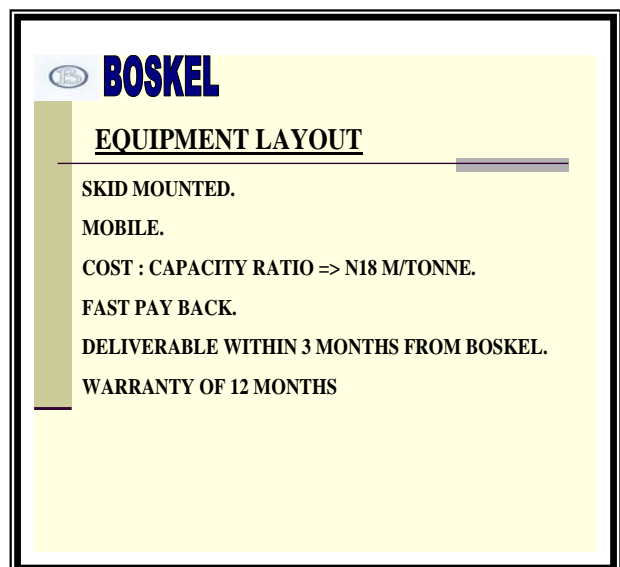 BOSKEL
EQUIPMENT LAYOUT
SKID MOUNTED.
MOBILE.
COST : CAPACITY RATIO => N18 M/TONNE.
FAST PAY BACK.
DELIVERABLE WITHIN 3 MONTHS FROM BOSKEL.
WARRANTY OF 12 MONTHS